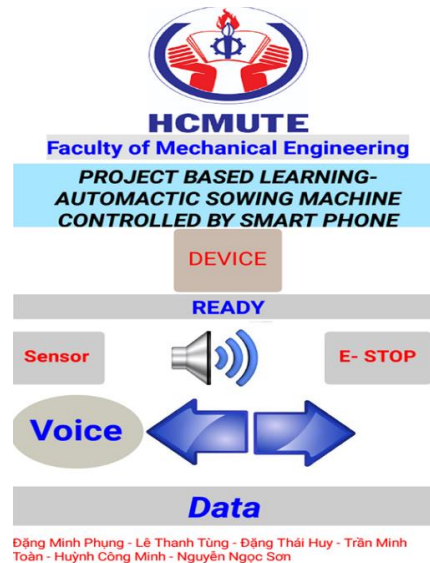 HCMUTE
Faculty of Mechanical Engineering
PROJECT BASED LEARNING-
AUTOMACTIC SOWING MACHINE
CONTROLLED BY SMART PHONE
DEVICE
READY
Sensor
E- STOP
Voice
Data
Đặng Minh Phụng - Lê Thanh Tùng - Đặng Thái Huy - Trần Minh
Toàn - Huỳnh Công Minh - Nguyễn Ngọc Sơn